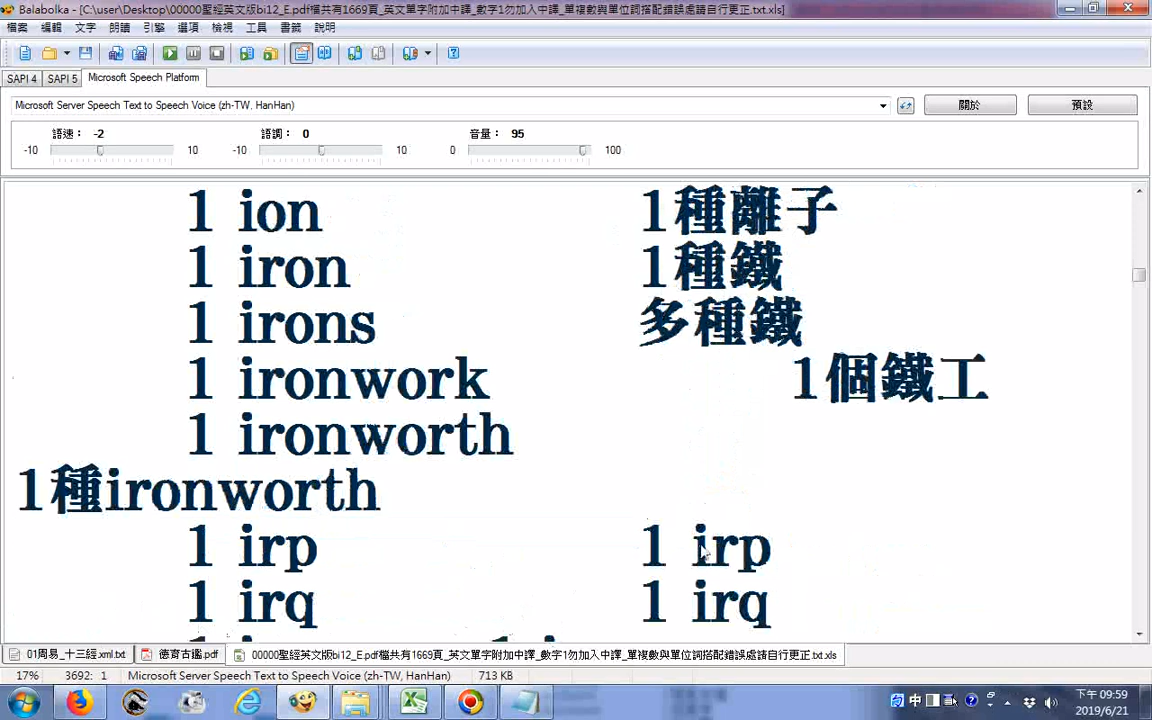 Balabolka - [C:\user\Desktop\00000聖經英文版bi12_E.pdf檔共有1669頁_英文單字附加中譯_數字1勿加入中譯_單複數與單位詞搭配錯誤處請自行更正.txt.xls]
檔案 編輯 文字 朗讀 引擎 選項 檢視 工具 書籤 說明
SAPI 4 SAPI 5 Microsoft Speech Platform
Microsoft Server Speech Text to Speech Voice (zh-TW, HanHan) 關於 預設
語速： -2 語調： 0 音量： 95
-10 10 -10 10 0 100
1 ion 1種離子
1 iron 1種鐵
1 irons 多種鐵
1 ironwork 1個鐵工
1 ironworth
1種ironworth
1 irp 1 irp
1 irq 1 irq
01周易_十三經.xml.txt 德育古鑑.pdf 00000聖經英文版bi12_E.pdf檔共有1669頁_英文單字附加中譯_數字1勿加入中譯_單複數與單位詞搭配錯誤處請自行更正.txt.xls
17% 3692: 1 Microsoft Server Speech Text to Speech Voice (zh-TW, HanHan) 713 KB
中 下午 09:59
2019/6/21